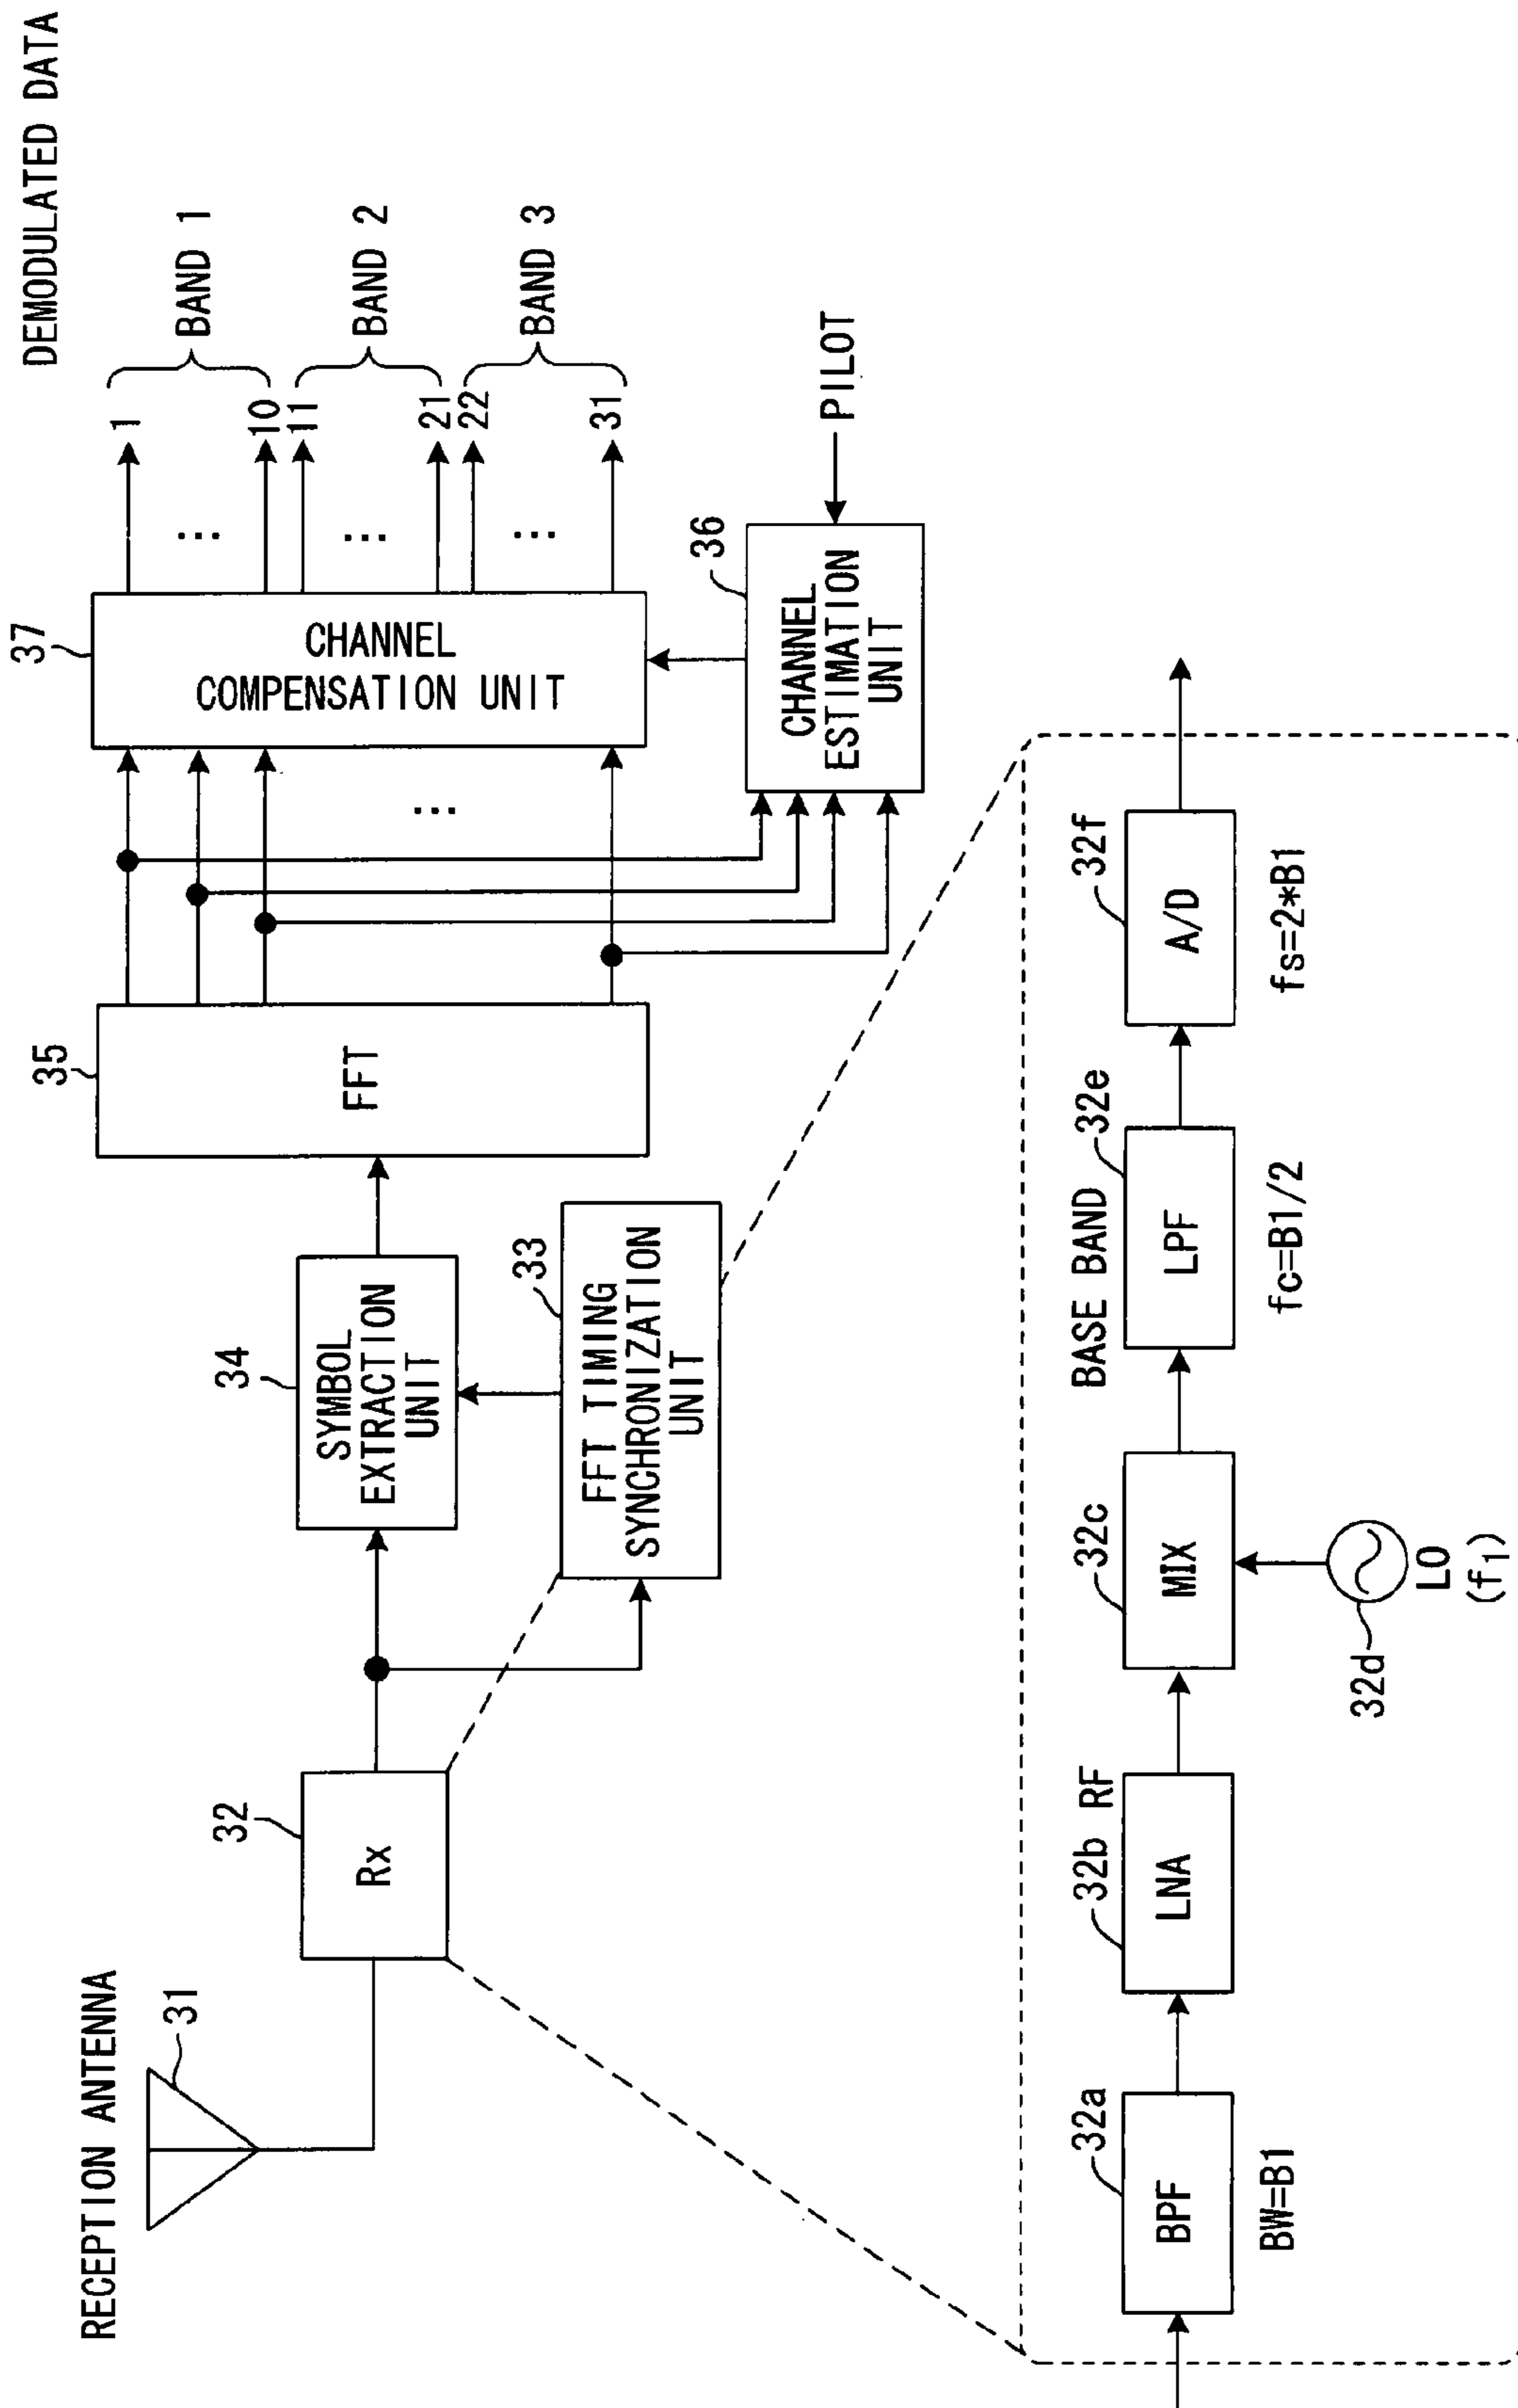 DEMODULATED DATA
RECEPTION ANTENNA
31
32
Rx
34
SYMBOL
EXTRACTION
UNIT
33
FFT TIMING
SYNCHRONIZATION
UNIT
35
FFT
...
37
CHANNEL
COMPENSATION UNIT
36
CHANNEL
ESTIMATION
UNIT
PILOT
1
...
10
BAND 1
11
...
21
BAND 2
22
...
31
BAND 3
32a
BPF
BW=B1
32b RF
LNA
32c
MIX
32d
LO
(f1)
BASE BAND
32e
LPF
fc=B1/2
32f
A/D
fs=2*B1